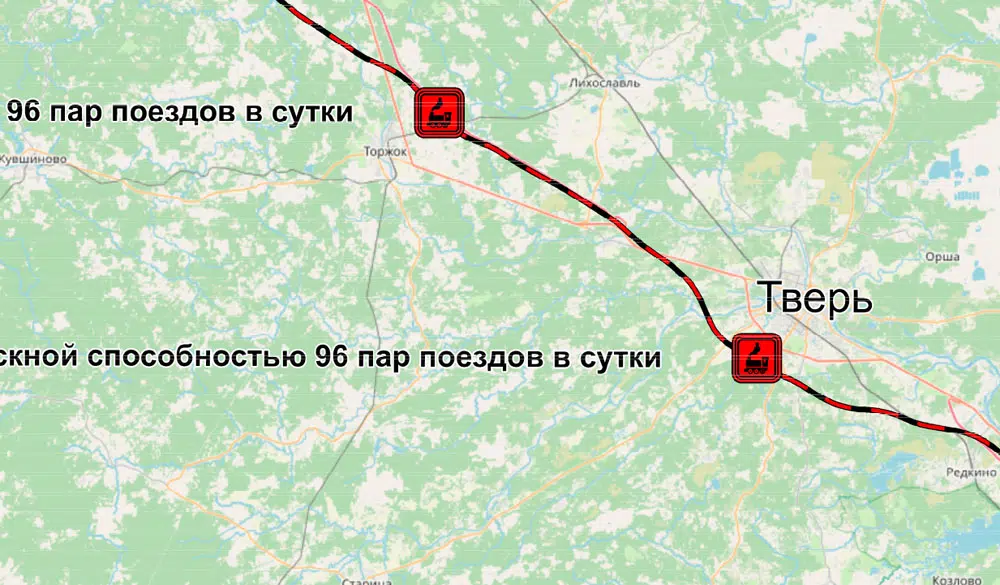 Лихославль
96 пар поездов в сутки
Торжок
Кувшиново
Орша
Тверь
скной способностью 96 пар поездов в сутки
Редкино
Старица
Козлово